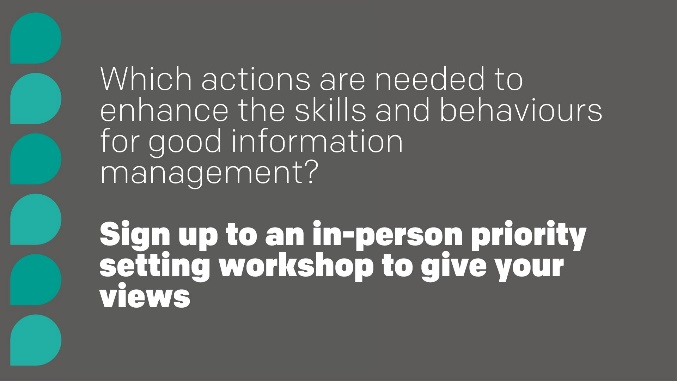 Which actions are needed to
enhance the skills and behaviours
for good information
management?
Sign up to an in-person priority
setting workshop to give your
views